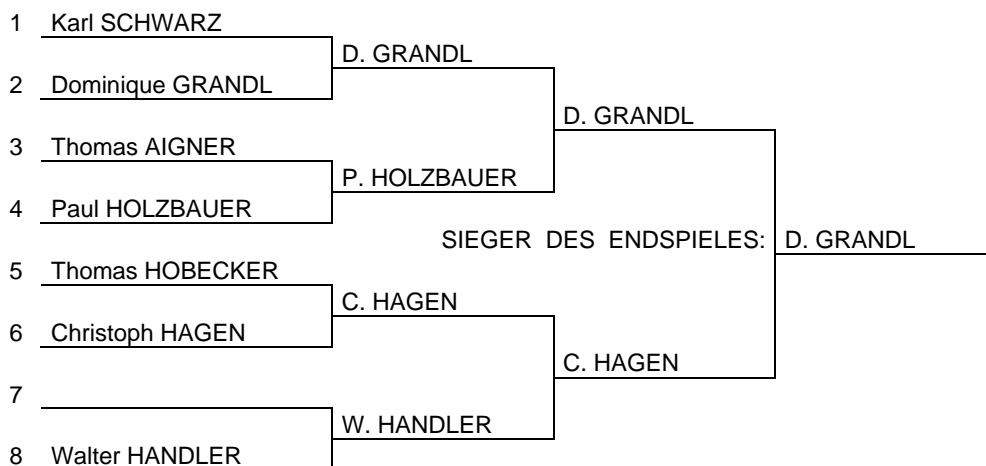 1 Karl SCHWARZ
D. GRANDL
2 Dominique GRANDL
D. GRANDL
3 Thomas AIGNER
P. HOLZBAUER
4 Paul HOLZBAUER
SIEGER DES ENDSPIELES: D. GRANDL
5 Thomas HOBECKER
C. HAGEN
6 Christoph HAGEN
C. HAGEN
7
W. HANDLER
8 Walter HANDLER